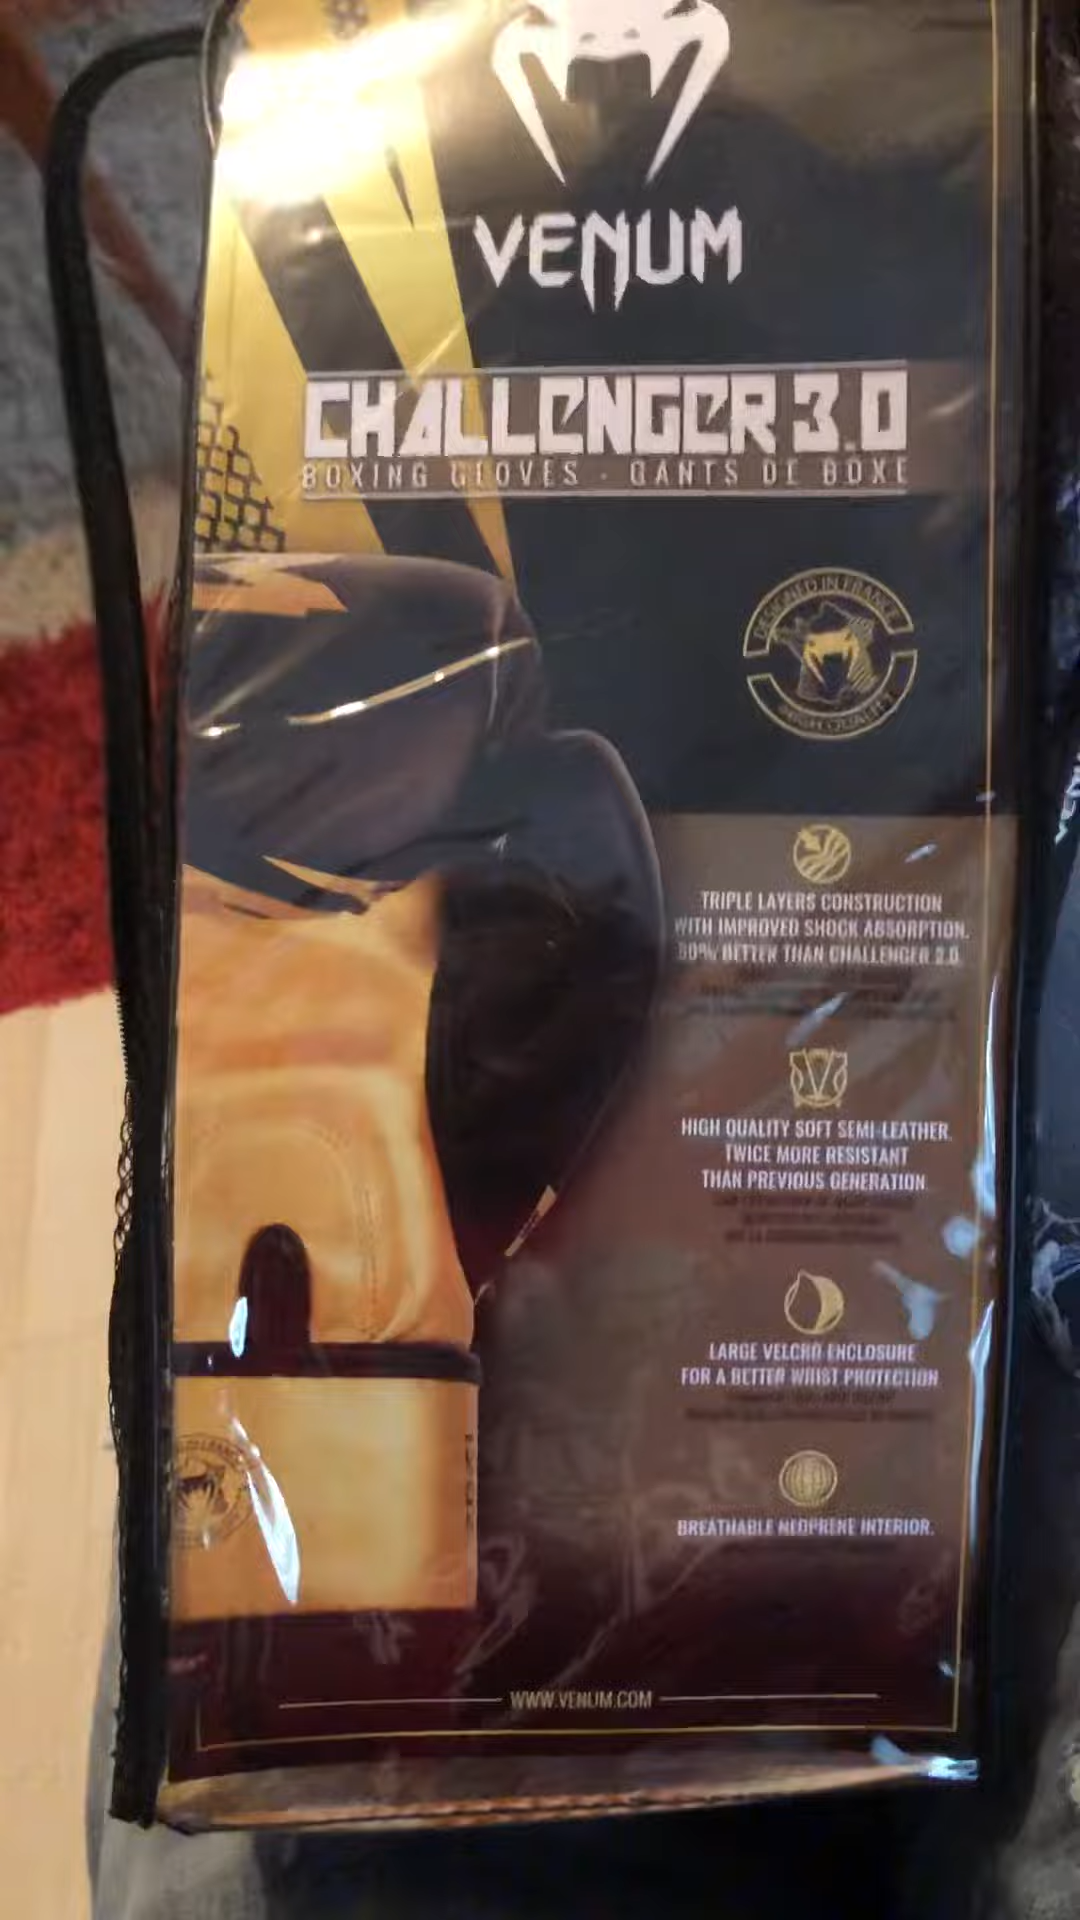 VENUM
CHALLENGER 3.0
BOXING GLOVES - GANTS DE BOXE
DESIGNED IN FRANCE
HIGH QUALITY
TRIPLE LAYERS CONSTRUCTION
WITH IMPROVED SHOCK ABSORPTION.
BETTER THAN CHALLENGER 2.0
HIGH QUALITY SOFT SEMI-LEATHER.
TWICE MORE RESISTANT
THAN PREVIOUS GENERATION.
LARGE VELCRO ENCLOSURE
FOR A BETTER WRIST PROTECTION.
BREATHABLE NEOPRENE INTERIOR.
WWW.VENUM.COM